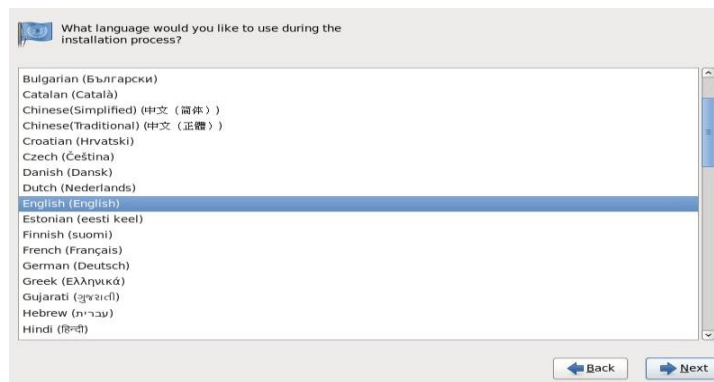 What language would you like to use during the
installation process?
Bulgarian (Български)
Catalan (Català)
Chinese(Simplified) (中文（简体）)
Chinese(Traditional) (中文（正體）)
Croatian (Hrvatski)
Czech (Čeština)
Danish (Dansk)
Dutch (Nederlands)
English (English)
Estonian (eesti keel)
Finnish (suomi)
French (Français)
German (Deutsch)
Greek (Ελληνικά)
Gujarati (ગુજરાતી)
Hebrew (עברית)
Hindi (हिन्दी)
Back
Next